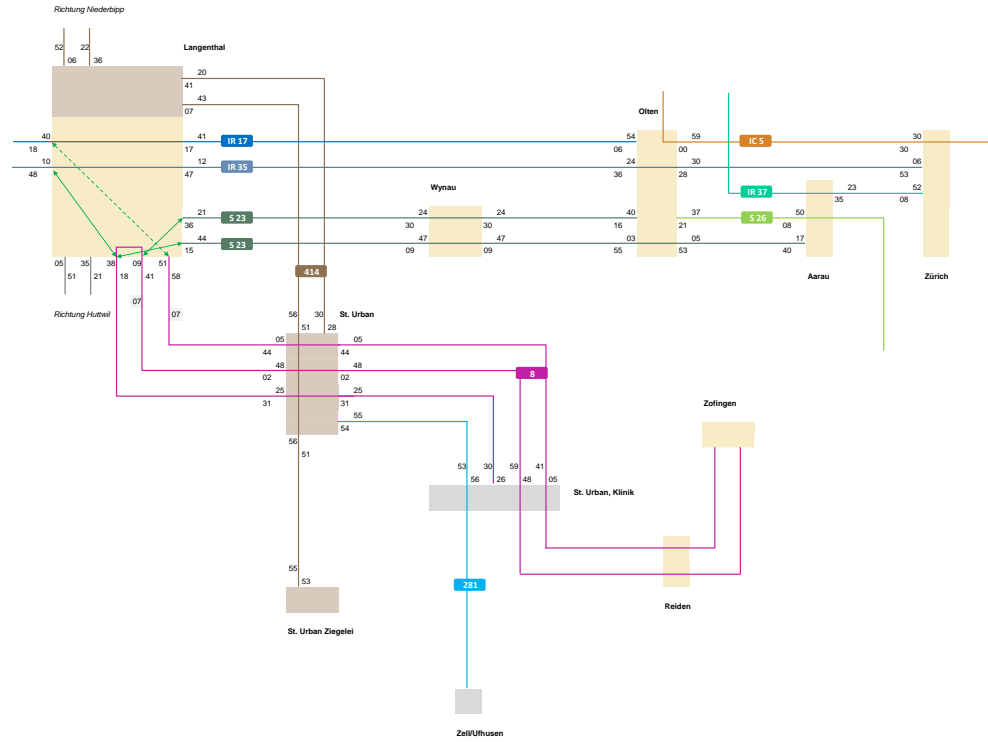 Richtung Niederbipp
52 22
06 36
Langenthal
20
41
43
07
Olten
40 41 IR 17 54 59 IC 5 30
18 17 06 00 30
10 12 IR 35 24 30 06
48 47 36 28 53
Wynau
IR 37 23 52
35 08
21 S 23 24 24 40 37 S 26 50
36 30 30 16 21 08
44 S 23 47 47 03 05 17
15 09 09 55 53 40
05 35 38 09 51
51 21 18 41 58
414
Aarau Zürich
07
Richtung Huttwil 07 56 30 St. Urban
51 28
05 05
44 44
48 48 8
02 02
25 25
31 31
55
54
Zofingen
56
51
53 30 59 41
56 26 48 05
St. Urban, Klinik
55
53
281
Reiden
St. Urban Ziegelei
Zell/Ufhusen